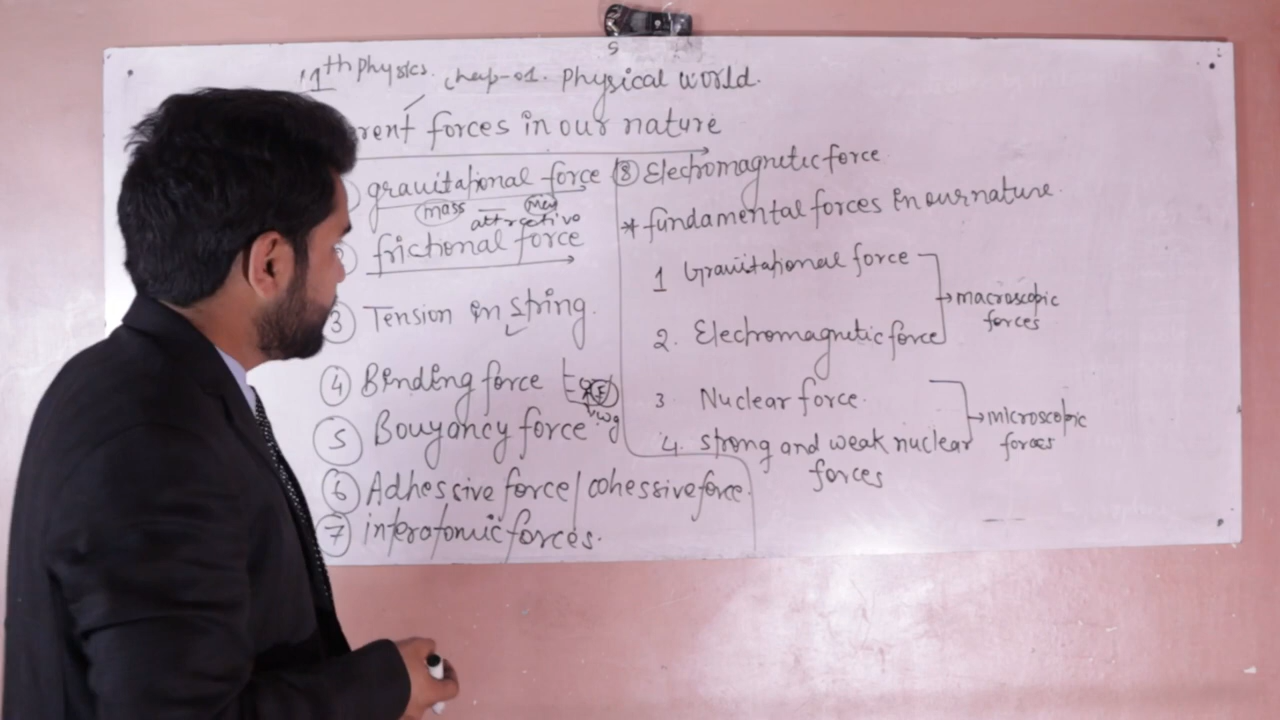 11th Physics. chap-01. Physical world.
erent forces in our nature
gravitational force
mass — 
attractive
frictional force
3 Tension in string.
4 Binding force
5 Bouyancy force
6 Adhessive force / cohessive force.
7 interatomic forces.
8 Electromagnetic force
* fundamental forces in our nature.
1 Gravitational force
2. Electromagnetic force
macroscopic
forces
3 Nuclear force.
4. strong and weak nuclear
forces
microscopic
forces